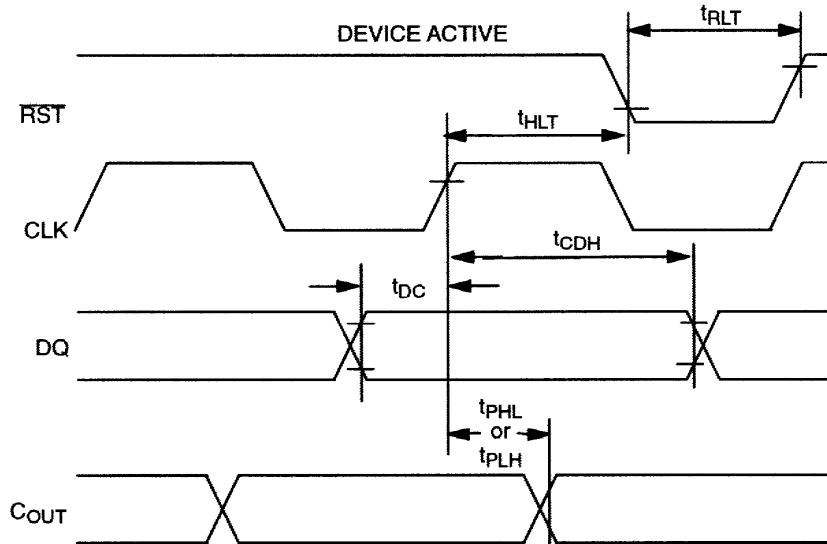 DEVICE ACTIVE
tRLT
RST
tHLT
CLK
tCDH
tDC
DQ
tPHL
or
tPLH
COUT